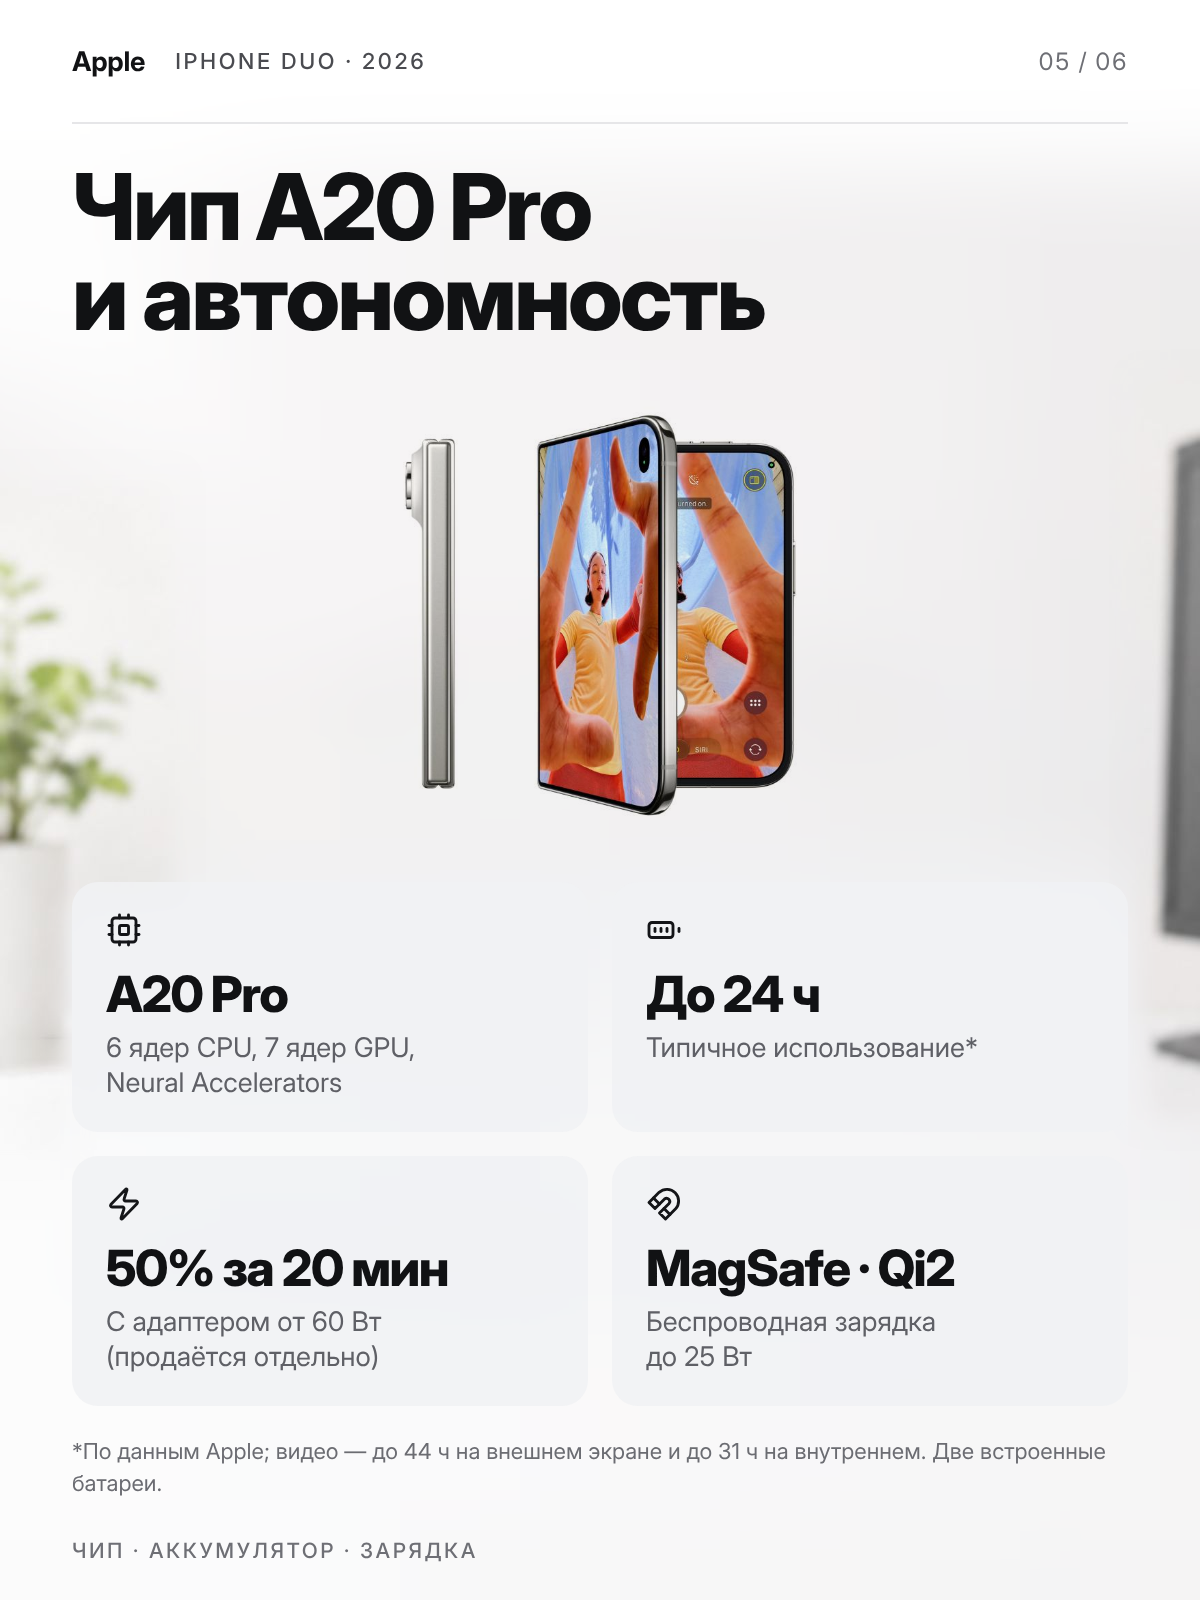 Apple IPHONE DUO · 2026 05 / 06
Чип A20 Pro
и автономность
urned on
SIRI
A20 Pro
6 ядер CPU, 7 ядер GPU,
Neural Accelerators
До 24 ч
Типичное использование*
50% за 20 мин
С адаптером от 60 Вт
(продаётся отдельно)
MagSafe · Qi2
Беспроводная зарядка
до 25 Вт
*По данным Apple; видео — до 44 ч на внешнем экране и до 31 ч на внутреннем. Две встроенные
батареи.
ЧИП · АККУМУЛЯТОР · ЗАРЯДКА